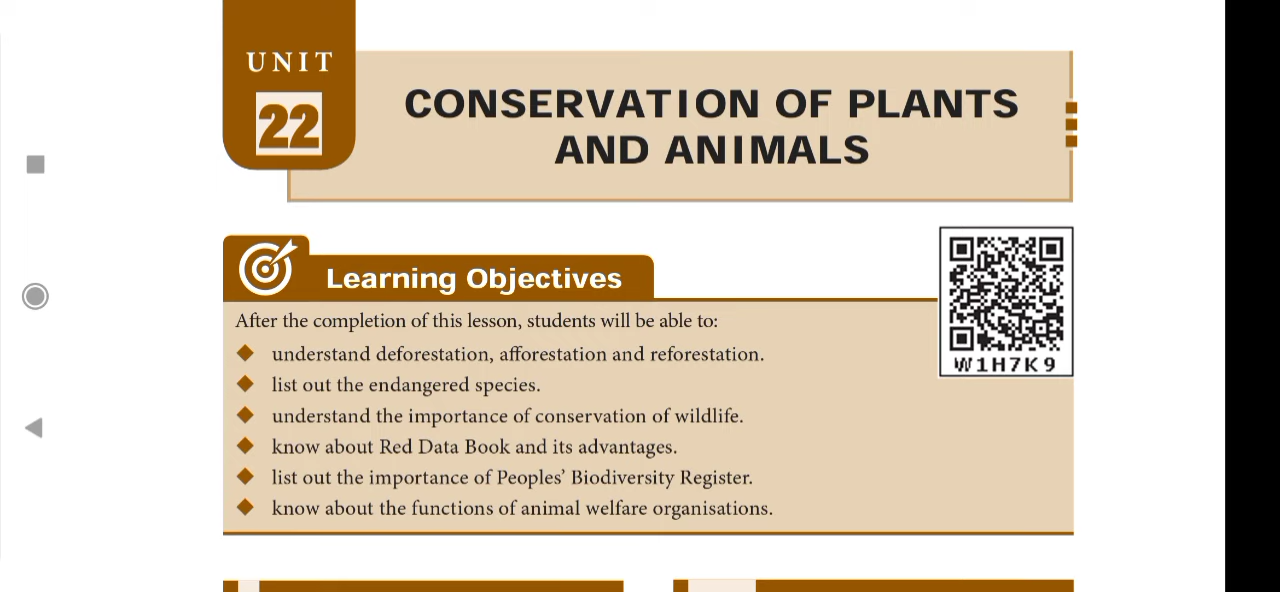 UNIT
22
CONSERVATION OF PLANTS
AND ANIMALS
Learning Objectives
W1H7K9
After the completion of this lesson, students will be able to:
understand deforestation, afforestation and reforestation.
list out the endangered species.
understand the importance of conservation of wildlife.
know about Red Data Book and its advantages.
list out the importance of Peoples’ Biodiversity Register.
know about the functions of animal welfare organisations.